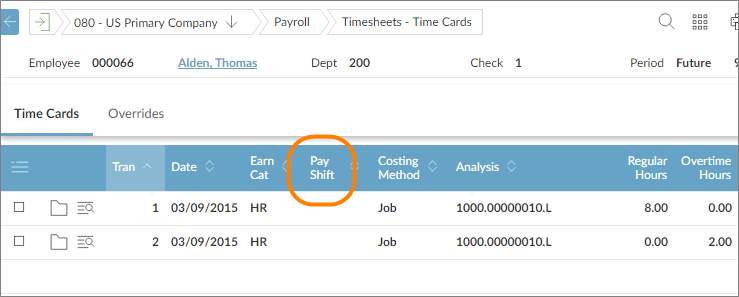 080 - US Primary Company Payroll Timesheets - Time Cards
Employee 000066 Alden, Thomas Dept 200 Check 1 Period Future 9
Time Cards Overrides
Tran Date Earn Cat Pay Shift Costing Method Analysis Regular Hours Overtime Hours
1 03/09/2015 HR Job 1000.00000010.L 8.00 0.00
2 03/09/2015 HR Job 1000.00000010.L 0.00 2.00